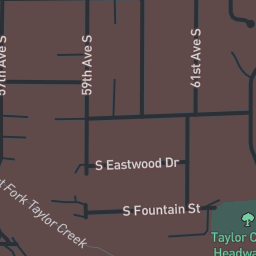 57th Ave S
59th Ave S
61st Ave S
S Eastwood Dr
S Fountain St
Fork Taylor Creek
Taylor
Headwa